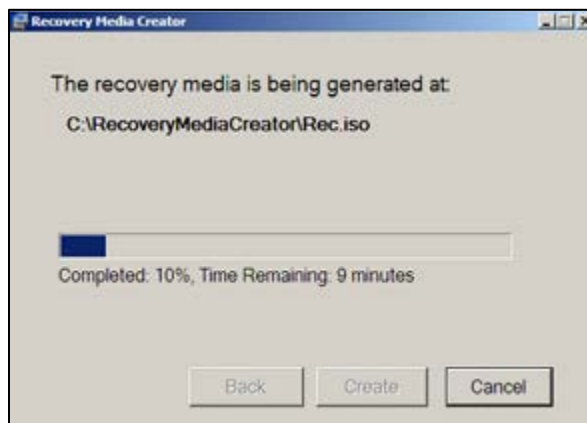 Recovery Media Creator
The recovery media is being generated at:
C:\RecoveryMediaCreator\Rec.iso
Completed: 10%, Time Remaining: 9 minutes
Back
Create
Cancel